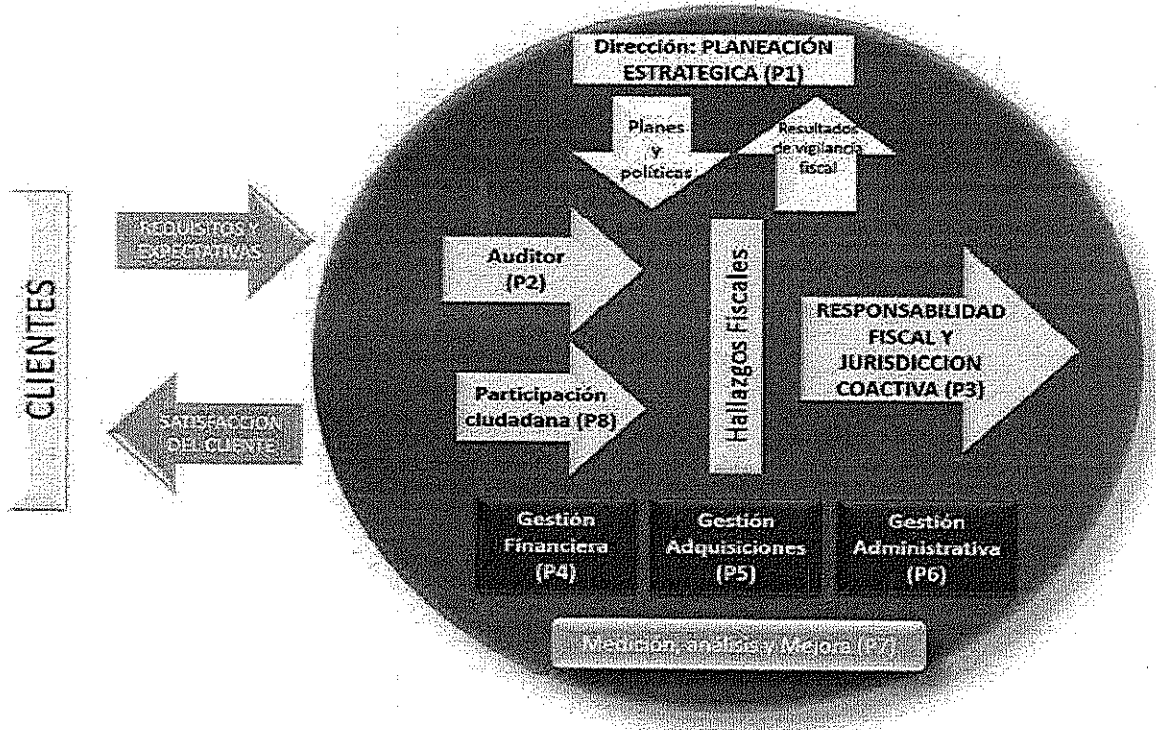 Dirección: PLANEACIÓN
ESTRATEGICA (P1)
Planes
y
políticas
Resultados
de vigilancia
fiscal
CLIENTES
REQUISITOS Y
EXPECTATIVAS
Auditor
(P2)
Hallazgos Fiscales
RESPONSABILIDAD
FISCAL Y
JURISDICCION
COACTIVA (P3)
Participación
ciudadana (P8)
SATISFACCION
DEL CLIENTE
Gestión
Financiera
(P4)
Gestión
Adquisiciones
(P5)
Gestión
Administrativa
(P6)
Medición, análisis y Mejora (P7)